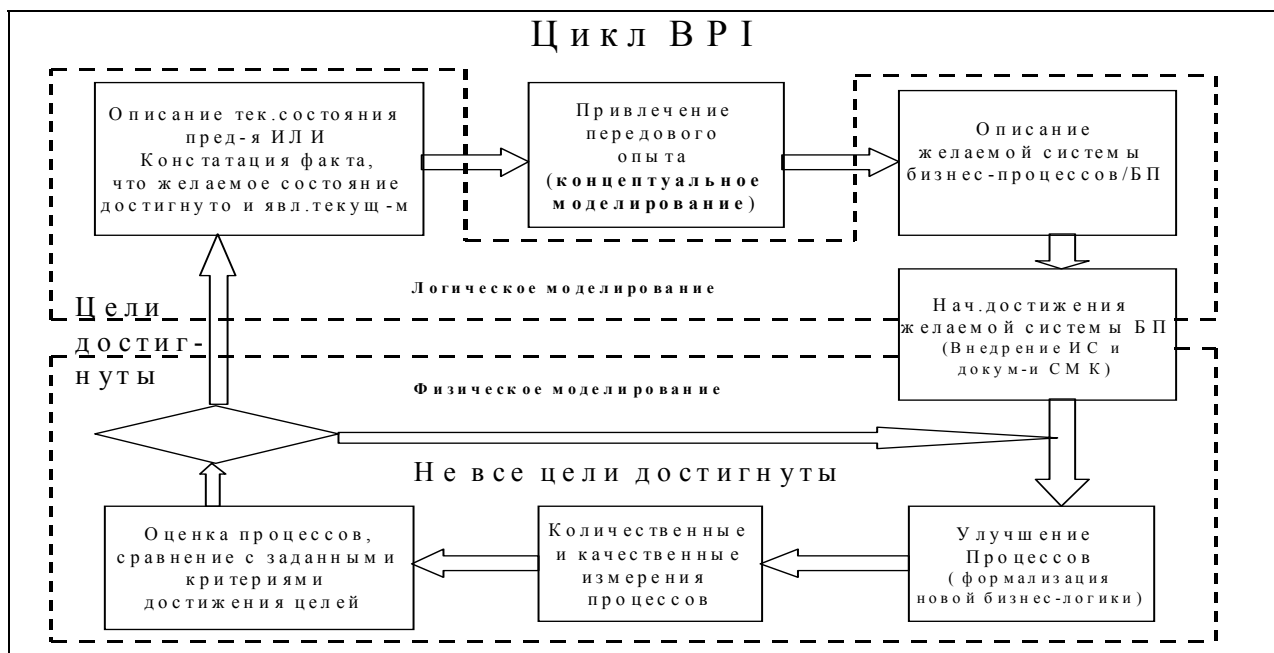 Цикл BPI
Описание тек.состояния
пред-я ИЛИ
Констатация факта,
что желаемое состояние
достигнуто и явл.текущ-м
Привлечение
передового
опыта
(концептуальное
моделирование)
Описание
желаемой системы
бизнес-процессов/БП
Логическое моделирование
Нач.достижения
желаемой системы БП
(Внедрение ИС и
докум-и СМК)
Цели
достиг-
нуты
Физическое моделирование
Не все цели достигнуты
Оценка процессов,
сравнение с заданными
критериями
достижения целей
Количественные
и качественные
измерения
процессов
Улучшение
Процессов
( формализация
новой бизнес-логики)